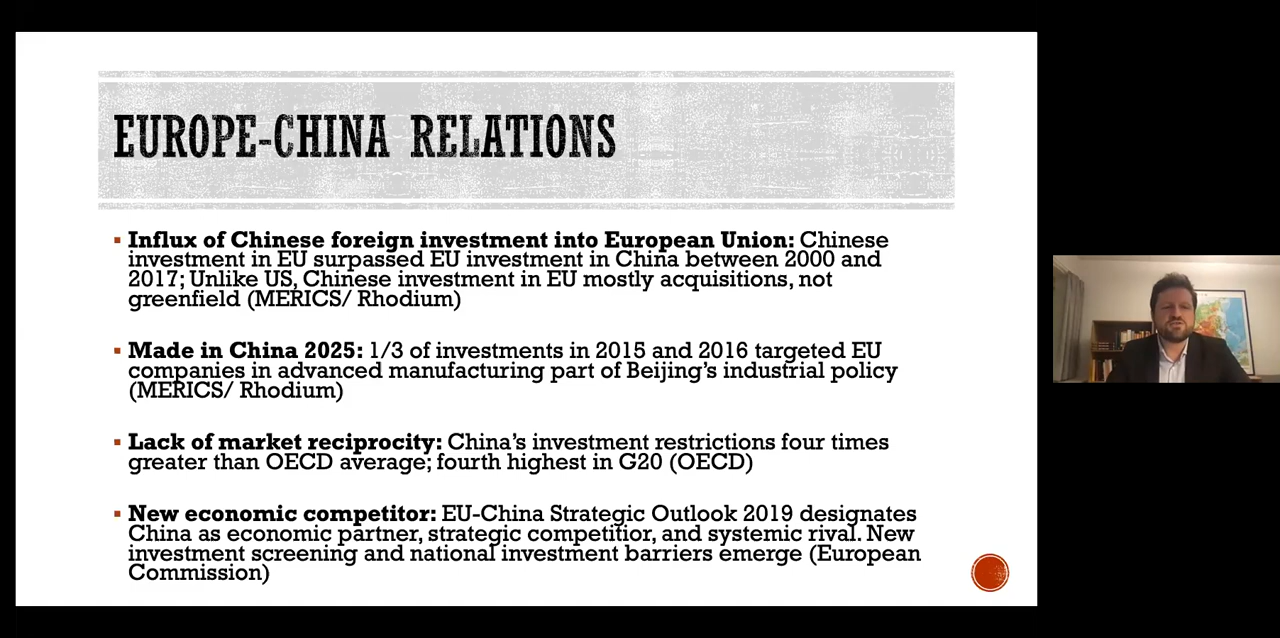 EUROPE-CHINA RELATIONS
▪ Influx of Chinese foreign investment into European Union: Chinese
investment in EU surpassed EU investment in China between 2000 and
2017; Unlike US, Chinese investment in EU mostly acquisitions, not
greenfield (MERICS/ Rhodium)
▪ Made in China 2025: 1/3 of investments in 2015 and 2016 targeted EU
companies in advanced manufacturing part of Beijing's industrial policy
(MERICS/ Rhodium)
▪ Lack of market reciprocity: China's investment restrictions four times
greater than OECD average; fourth highest in G20 (OECD)
▪ New economic competitor: EU-China Strategic Outlook 2019 designates
China as economic partner, strategic competitior, and systemic rival. New
investment screening and national investment barriers emerge (European
Commission)